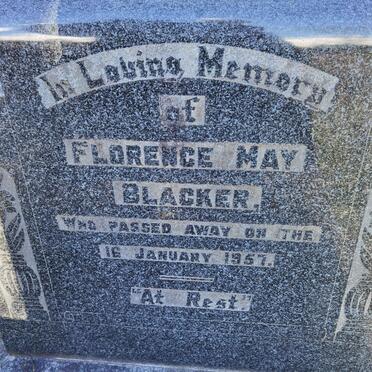 In Loving Memory
of
FLORENCE MAY
BLACKER.
WHO PASSED AWAY ON THE
16 JANUARY 1957.
"At Rest"